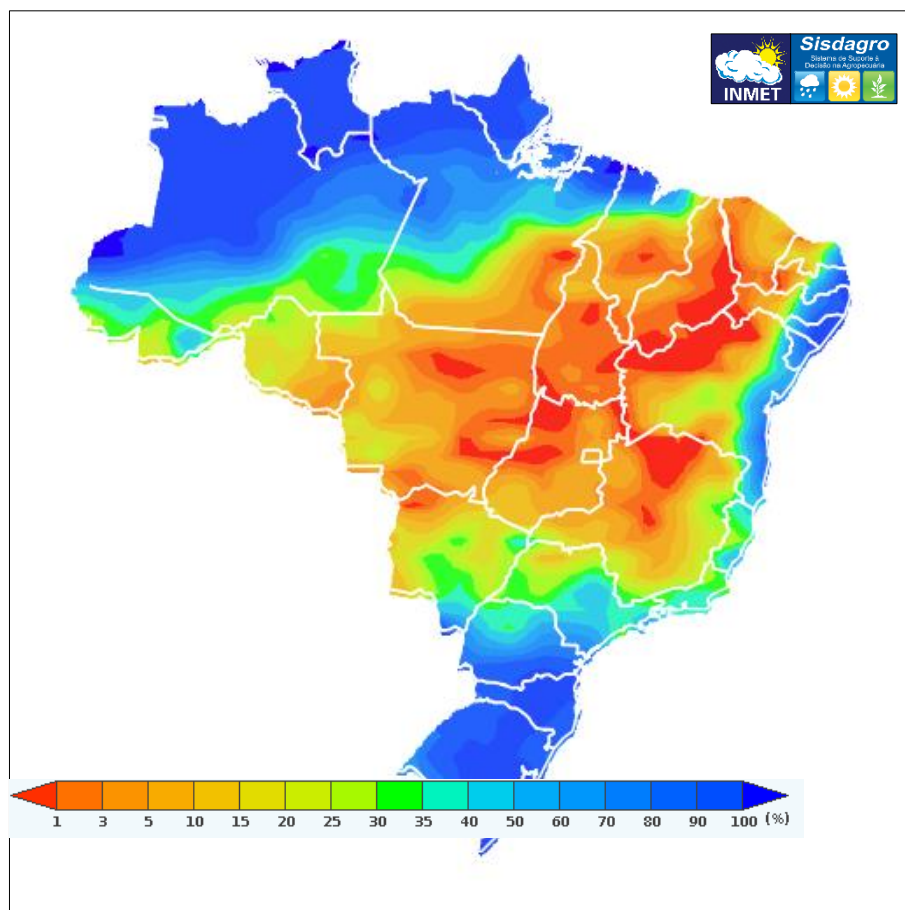 INMET
Sisdagro
Sistema de Suporte à
Decisão na Agropecuária
1 3 5 10 15 20 25 30 35 40 50 60 70 80 90 100 (%)